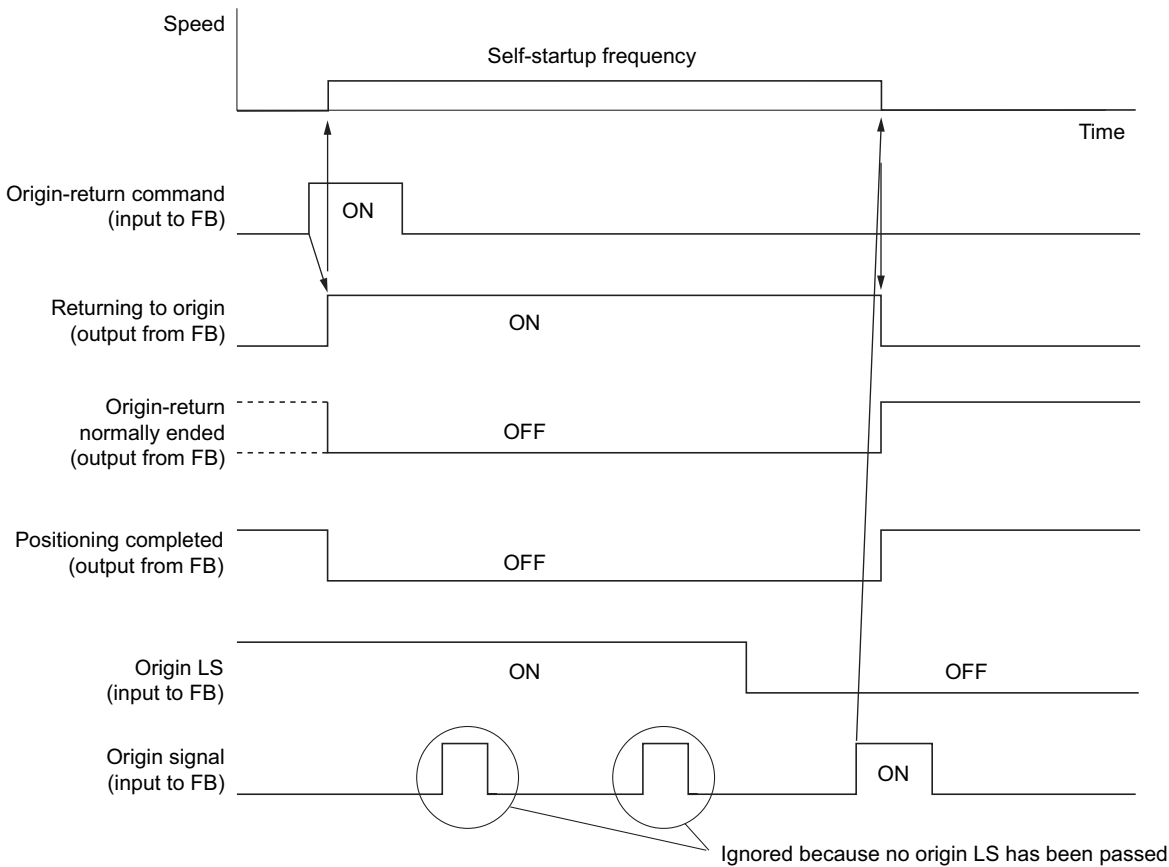 Speed
Self-startup frequency
Time
Origin-return command
(input to FB)
ON
Returning to origin
(output from FB)
ON
Origin-return
normally ended
(output from FB)
OFF
Positioning completed
(output from FB)
OFF
Origin LS
(input to FB)
ON
OFF
Origin signal
(input to FB)
ON
Ignored because no origin LS has been passed